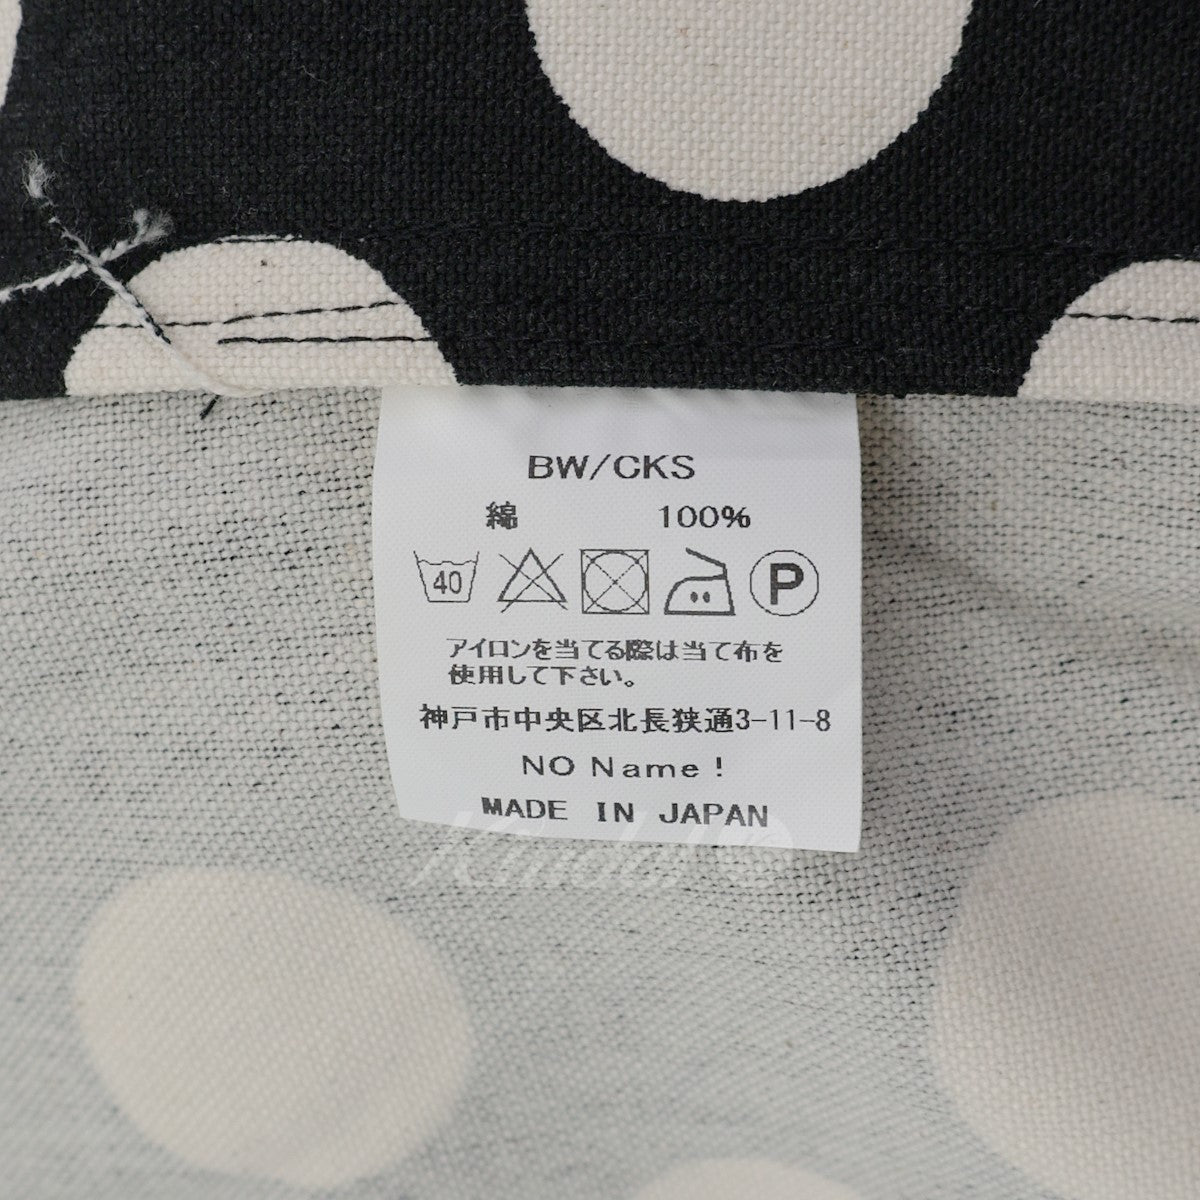 BW/CKS
綿 100%
40 P
アイロンを当てる際は当て布を
使用して下さい。
神戸市中央区北長狭通3-11-8
NO Name!
MADE IN JAPAN
Kindal